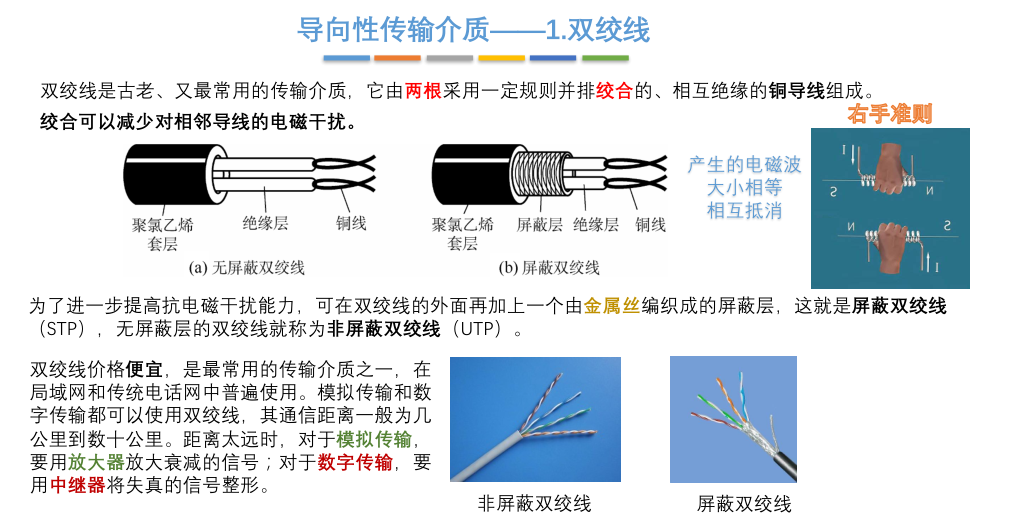 导向性传输介质——1.双绞线
双绞线是古老、又最常用的传输介质，它由两根采用一定规则并排绞合的、相互绝缘的铜导线组成。
绞合可以减少对相邻导线的电磁干扰。
右手准则
聚氯乙烯
套层
绝缘层
铜线
(a) 无屏蔽双绞线
聚氯乙烯
套层
屏蔽层
绝缘层
铜线
(b) 屏蔽双绞线
产生的电磁波
大小相等
相互抵消
I
S
N
N
S
I
为了进一步提高抗电磁干扰能力，可在双绞线的外面再加上一个由金属丝编织成的屏蔽层，这就是屏蔽双绞线
（STP），无屏蔽层的双绞线就称为非屏蔽双绞线（UTP）。
双绞线价格便宜，是最常用的传输介质之一，在
局域网和传统电话网中普遍使用。模拟传输和数
字传输都可以使用双绞线，其通信距离一般为几
公里到数十公里。距离太远时，对于模拟传输，
要用放大器放大衰减的信号；对于数字传输，要
用中继器将失真的信号整形。
非屏蔽双绞线
屏蔽双绞线